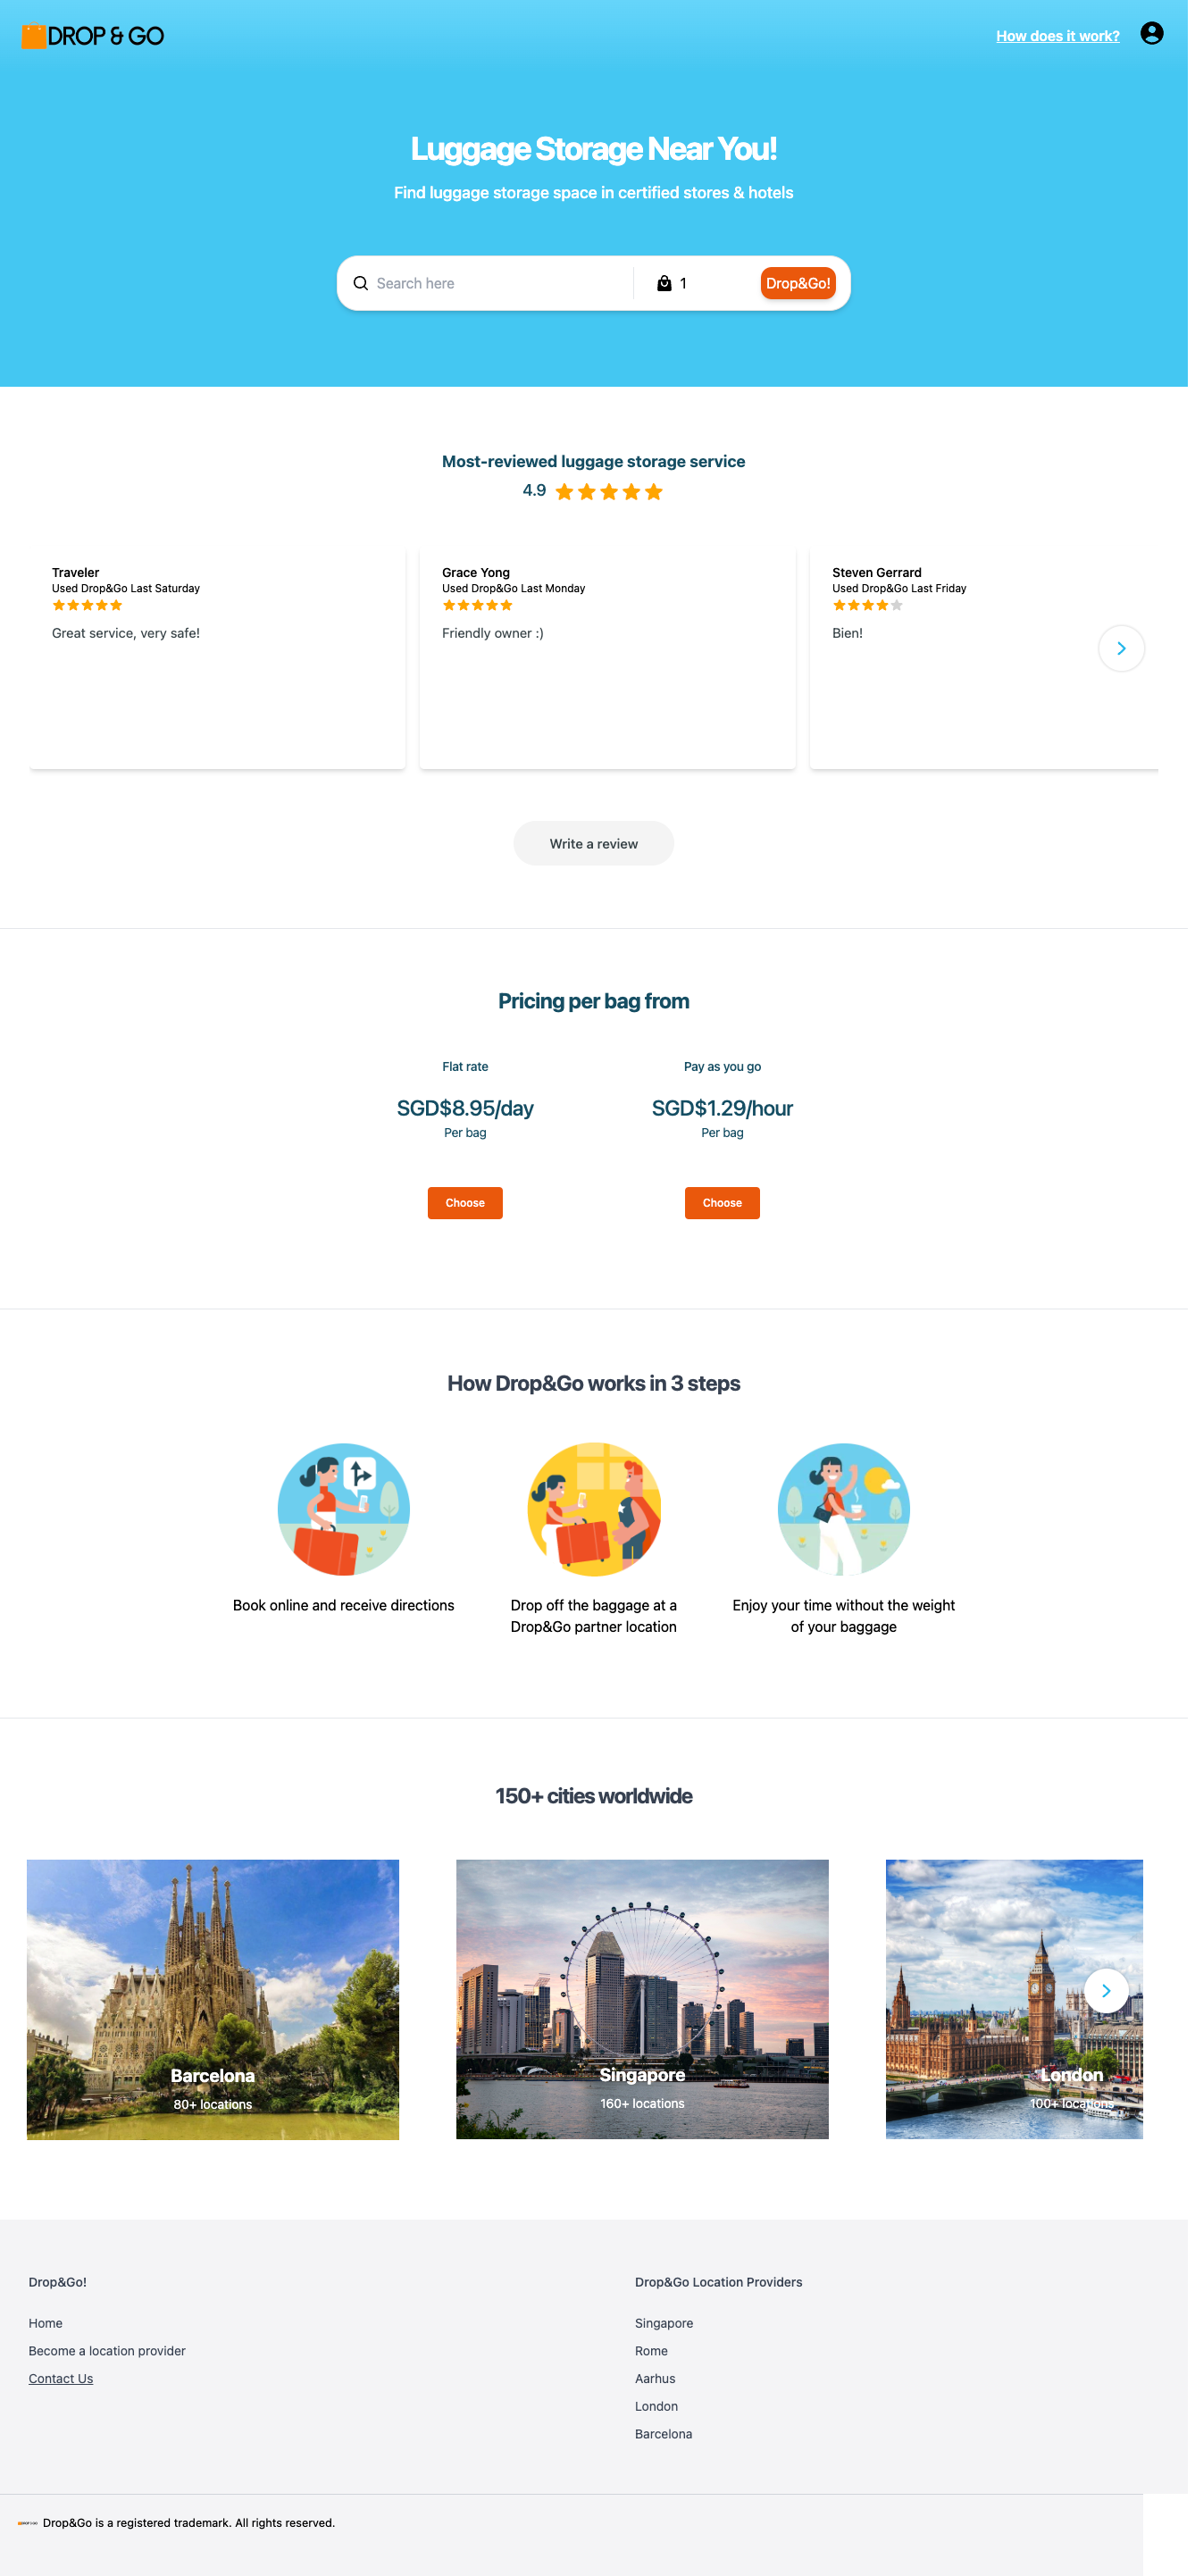 DROP & GO
How does it work?
Luggage Storage Near You!
Find luggage storage space in certified stores & hotels
Search here
1
Drop&Go!
Most-reviewed luggage storage service
4.9
Traveler
Used Drop&Go Last Saturday
Great service, very safe!
Grace Yong
Used Drop&Go Last Monday
Friendly owner :)
Steven Gerrard
Used Drop&Go Last Friday
Bien!
Write a review
Pricing per bag from
Flat rate
SGD$8.95/day
Per bag
Choose
Pay as you go
SGD$1.29/hour
Per bag
Choose
How Drop&Go works in 3 steps
Book online and receive directions
Drop off the baggage at a
Drop&Go partner location
Enjoy your time without the weight
of your baggage
150+ cities worldwide
Barcelona
80+ locations
Singapore
160+ locations
London
100+ locations
Drop&Go!
Home
Become a location provider
Contact Us
Drop&Go Location Providers
Singapore
Rome
Aarhus
London
Barcelona
Drop&Go is a registered trademark. All rights reserved.